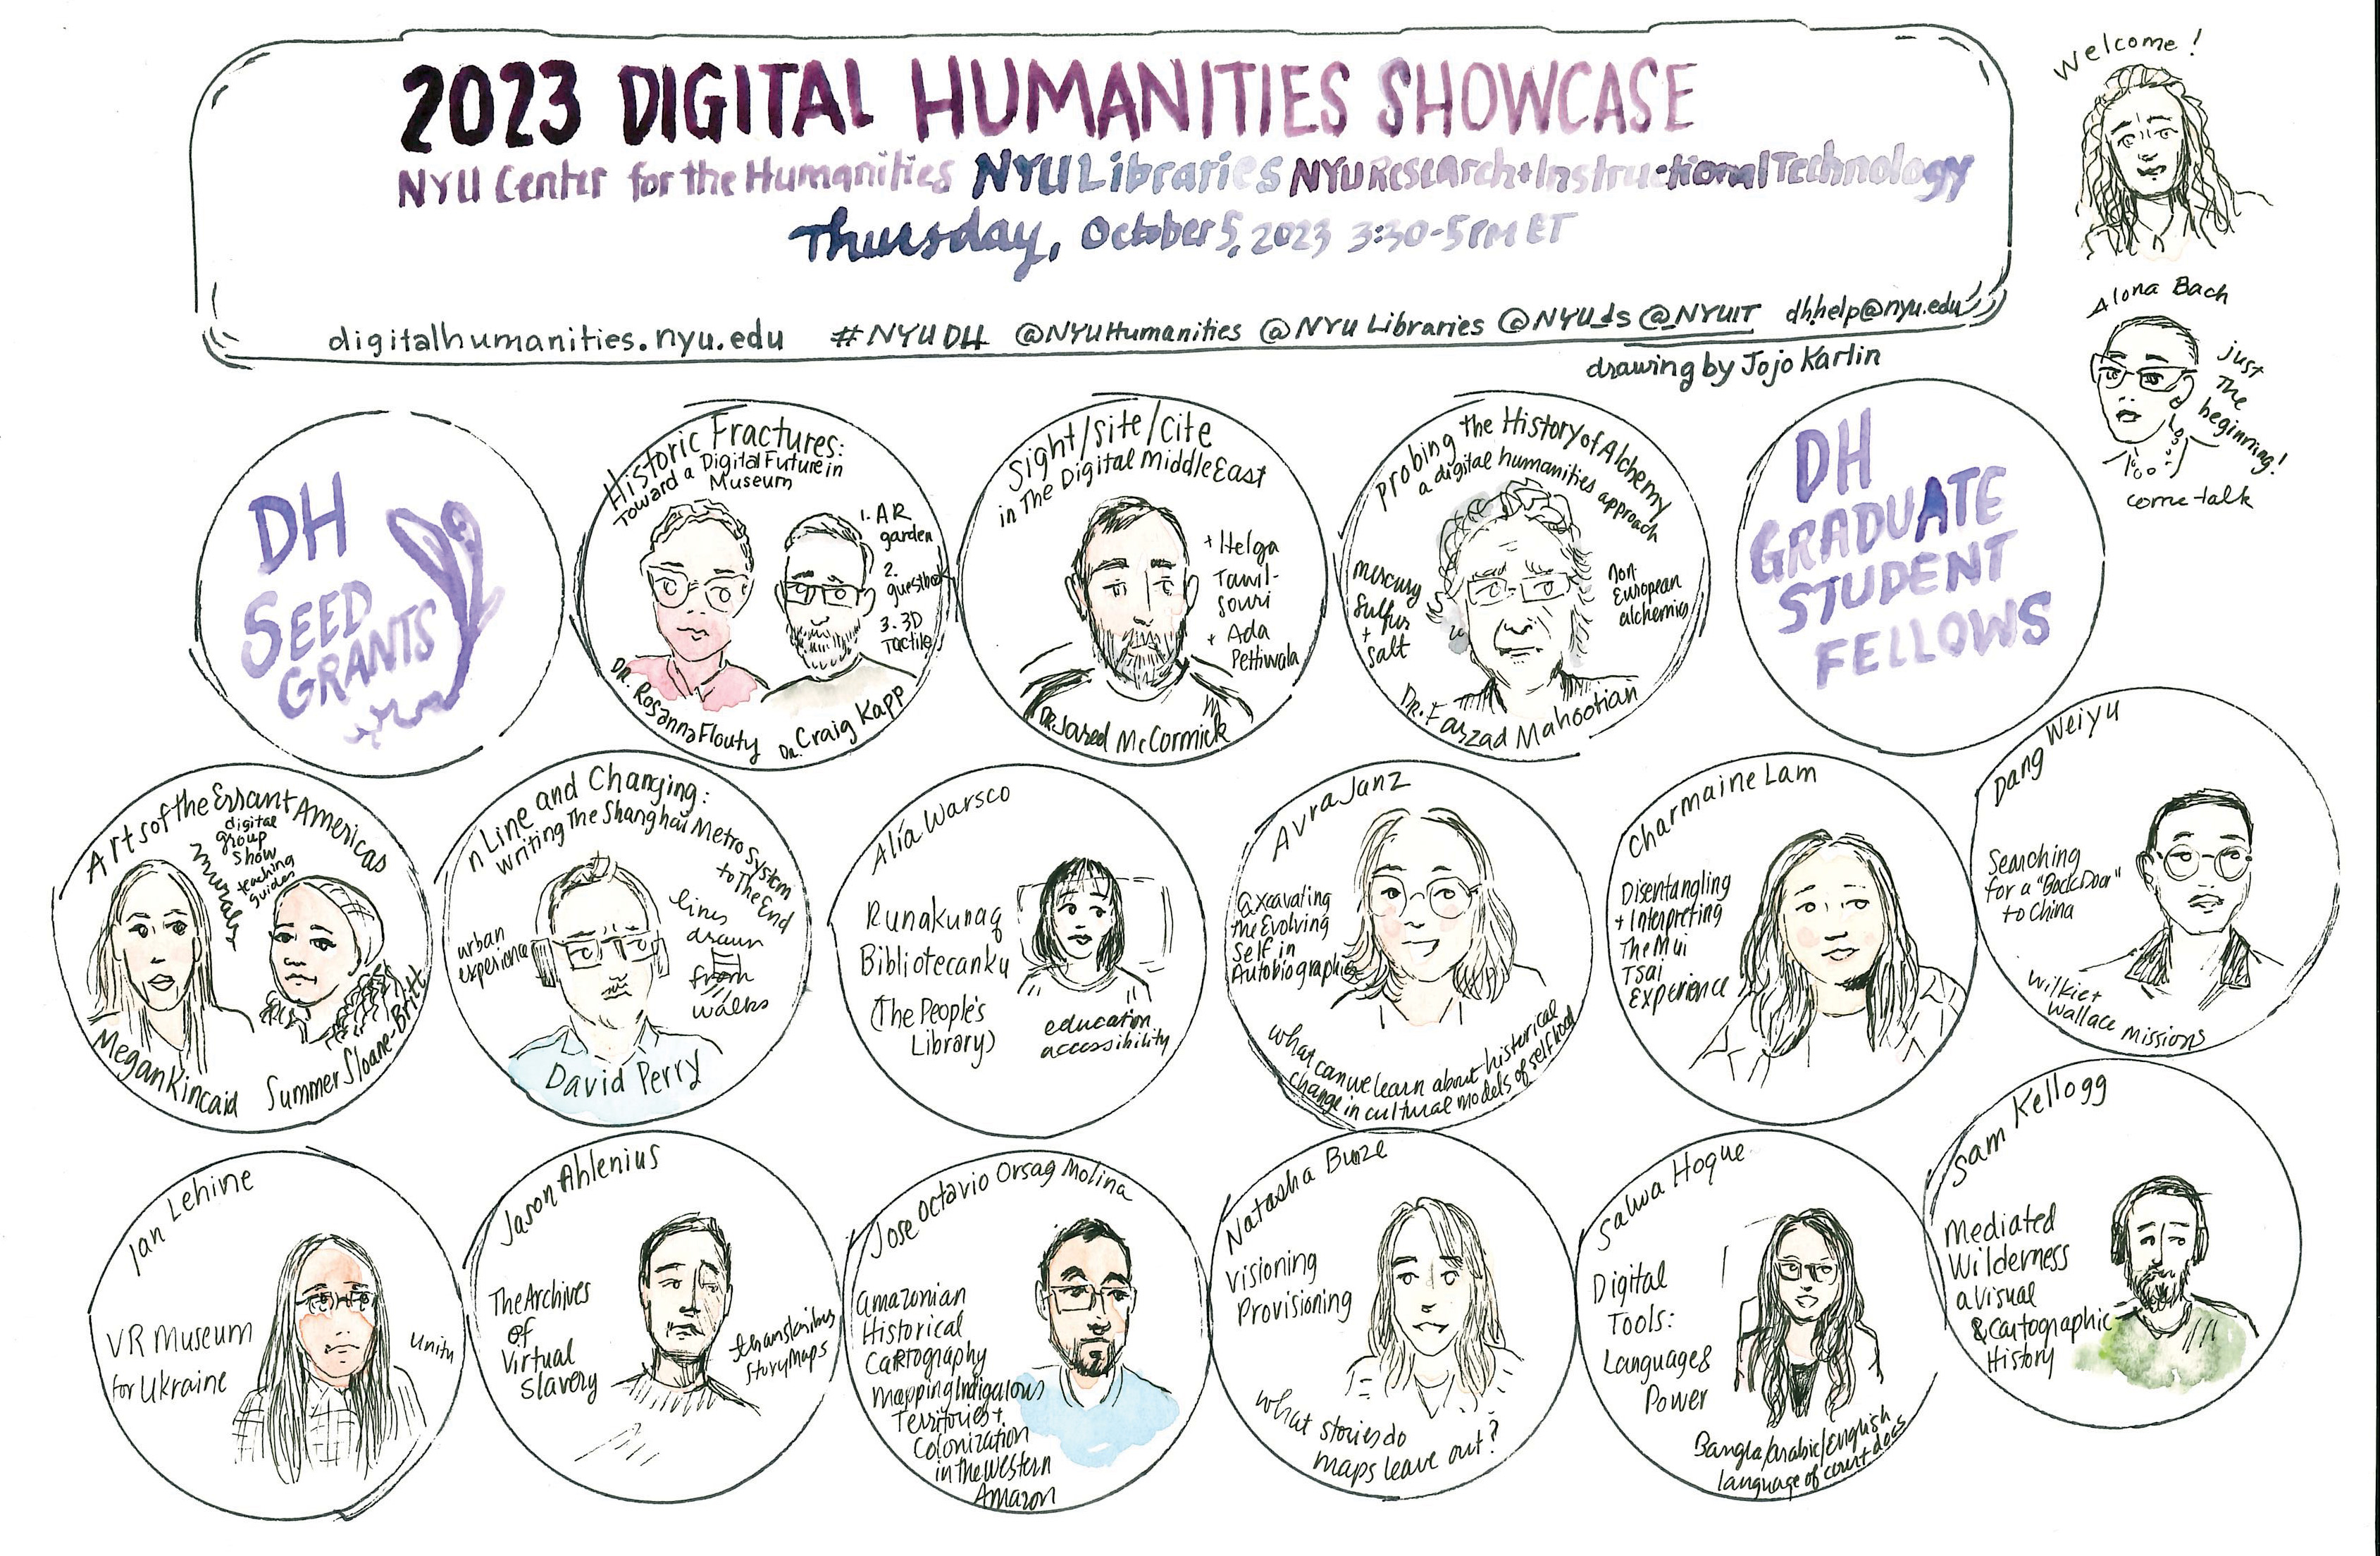 2023 DIGITAL HUMANITIES SHOWCASE
NYU Center for the Humanities NYU Libraries NYU Research + Instructional Technology
Thursday, October 5, 2023 3:30-5PM ET
digitalhumanities.nyu.edu #NYUDH @NYUHumanities @NYU Libraries @NYU_ds @_NYUIT dhhelp@nyu.edu
drawing by Jojo Karlin
Welcome!
Alona Bach
just
The
beginning!
come talk
DH
SEED
GRANTS
Historic Fractures:
Toward a Digital Future in
Museum
1. AR
garden
2.
guestbook
3. 3D
Tactile
Dr. Rosanna Flouty
Dr. Craig Kapp
Sight/site/cite
in The Digital Middle East
+ Helga
Tawil-
Souri
+ Ada
Pettiwala
Dr. Jared McCormick
Probing the History of Alchemy
a digital humanities approach
mercury
Sulfur
+
Salt
non-
European
alchemies
Dr. Farzad Mahootian
DH
GRADUATE
STUDENT
FELLOWS
Arts of the Errant Americas
digital
group
show
teaching
guides
murals
Megan Kincaid
Summer Sloane-Britt
n Line and Changing:
writing The Shanghai Metro System
to The End
urban
experience
lines
drawn
from
walks
David Perry
Alía Warsco
Runakunaq
Bibliotecanku
(The People's
Library)
education
accessibility
Avra Janz
Excavating
the Evolving
Self in
Autobiographies
What can we learn about historical
change in cultural models of selfhood
Charmaine Lam
Disentangling
+ Interpreting
The Mui
Tsai
Experience
Dang Weiyu
Searching
for a "Back Door"
to China
Wilkie +
Wallace missions
Ian Lehine
VR Museum
for Ukraine
Unity
Jason Ahlenius
The Archives
of
Virtual
Slavery
StoryMaps
Jose Octavio Orsag Molina
Amazonian
Historical
Cartography
Mapping Indigenous
Territories +
Colonization
in the Western
Amazon
Natasha Bunze
Visioning
Provisioning
What stories do
maps leave out?
Salwa Hoque
Digital
Tools:
Language &
Power
Bangla/Arabic/English
language of court docs
Sam Kellogg
Mediated
Wilderness
a Visual
& Cartographic
History